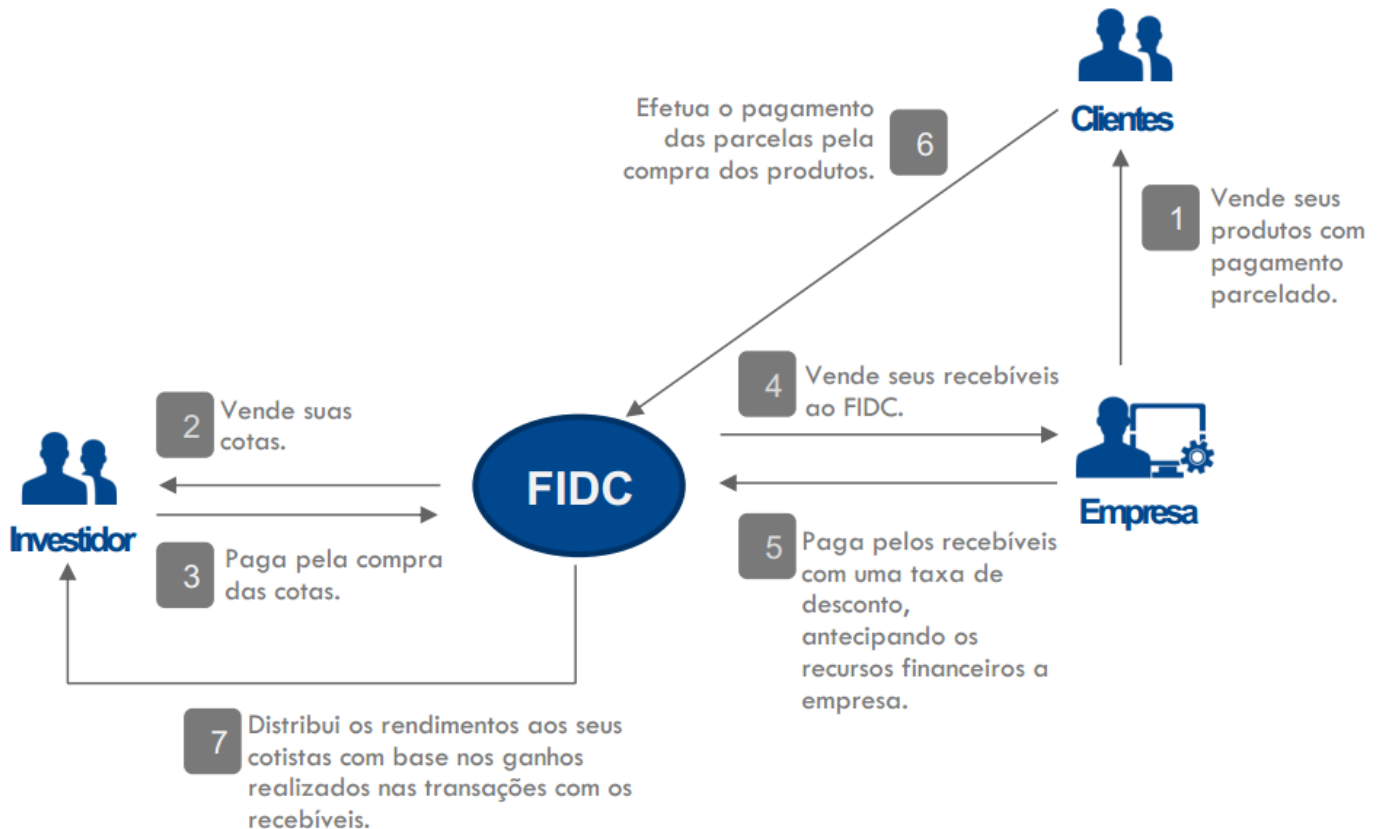 Clientes
Efetua o pagamento
das parcelas pela
compra dos produtos.
6
1
Vende seus
produtos com
pagamento
parcelado.
4
Vende seus recebíveis
ao FIDC.
2
Vende suas
cotas.
FIDC
Investidor
Empresa
3
Paga pela compra
das cotas.
5
Paga pelos recebíveis
com uma taxa de
desconto,
antecipando os
recursos financeiros a
empresa.
7
Distribui os rendimentos aos seus
cotistas com base nos ganhos
realizados nas transações com os
recebíveis.